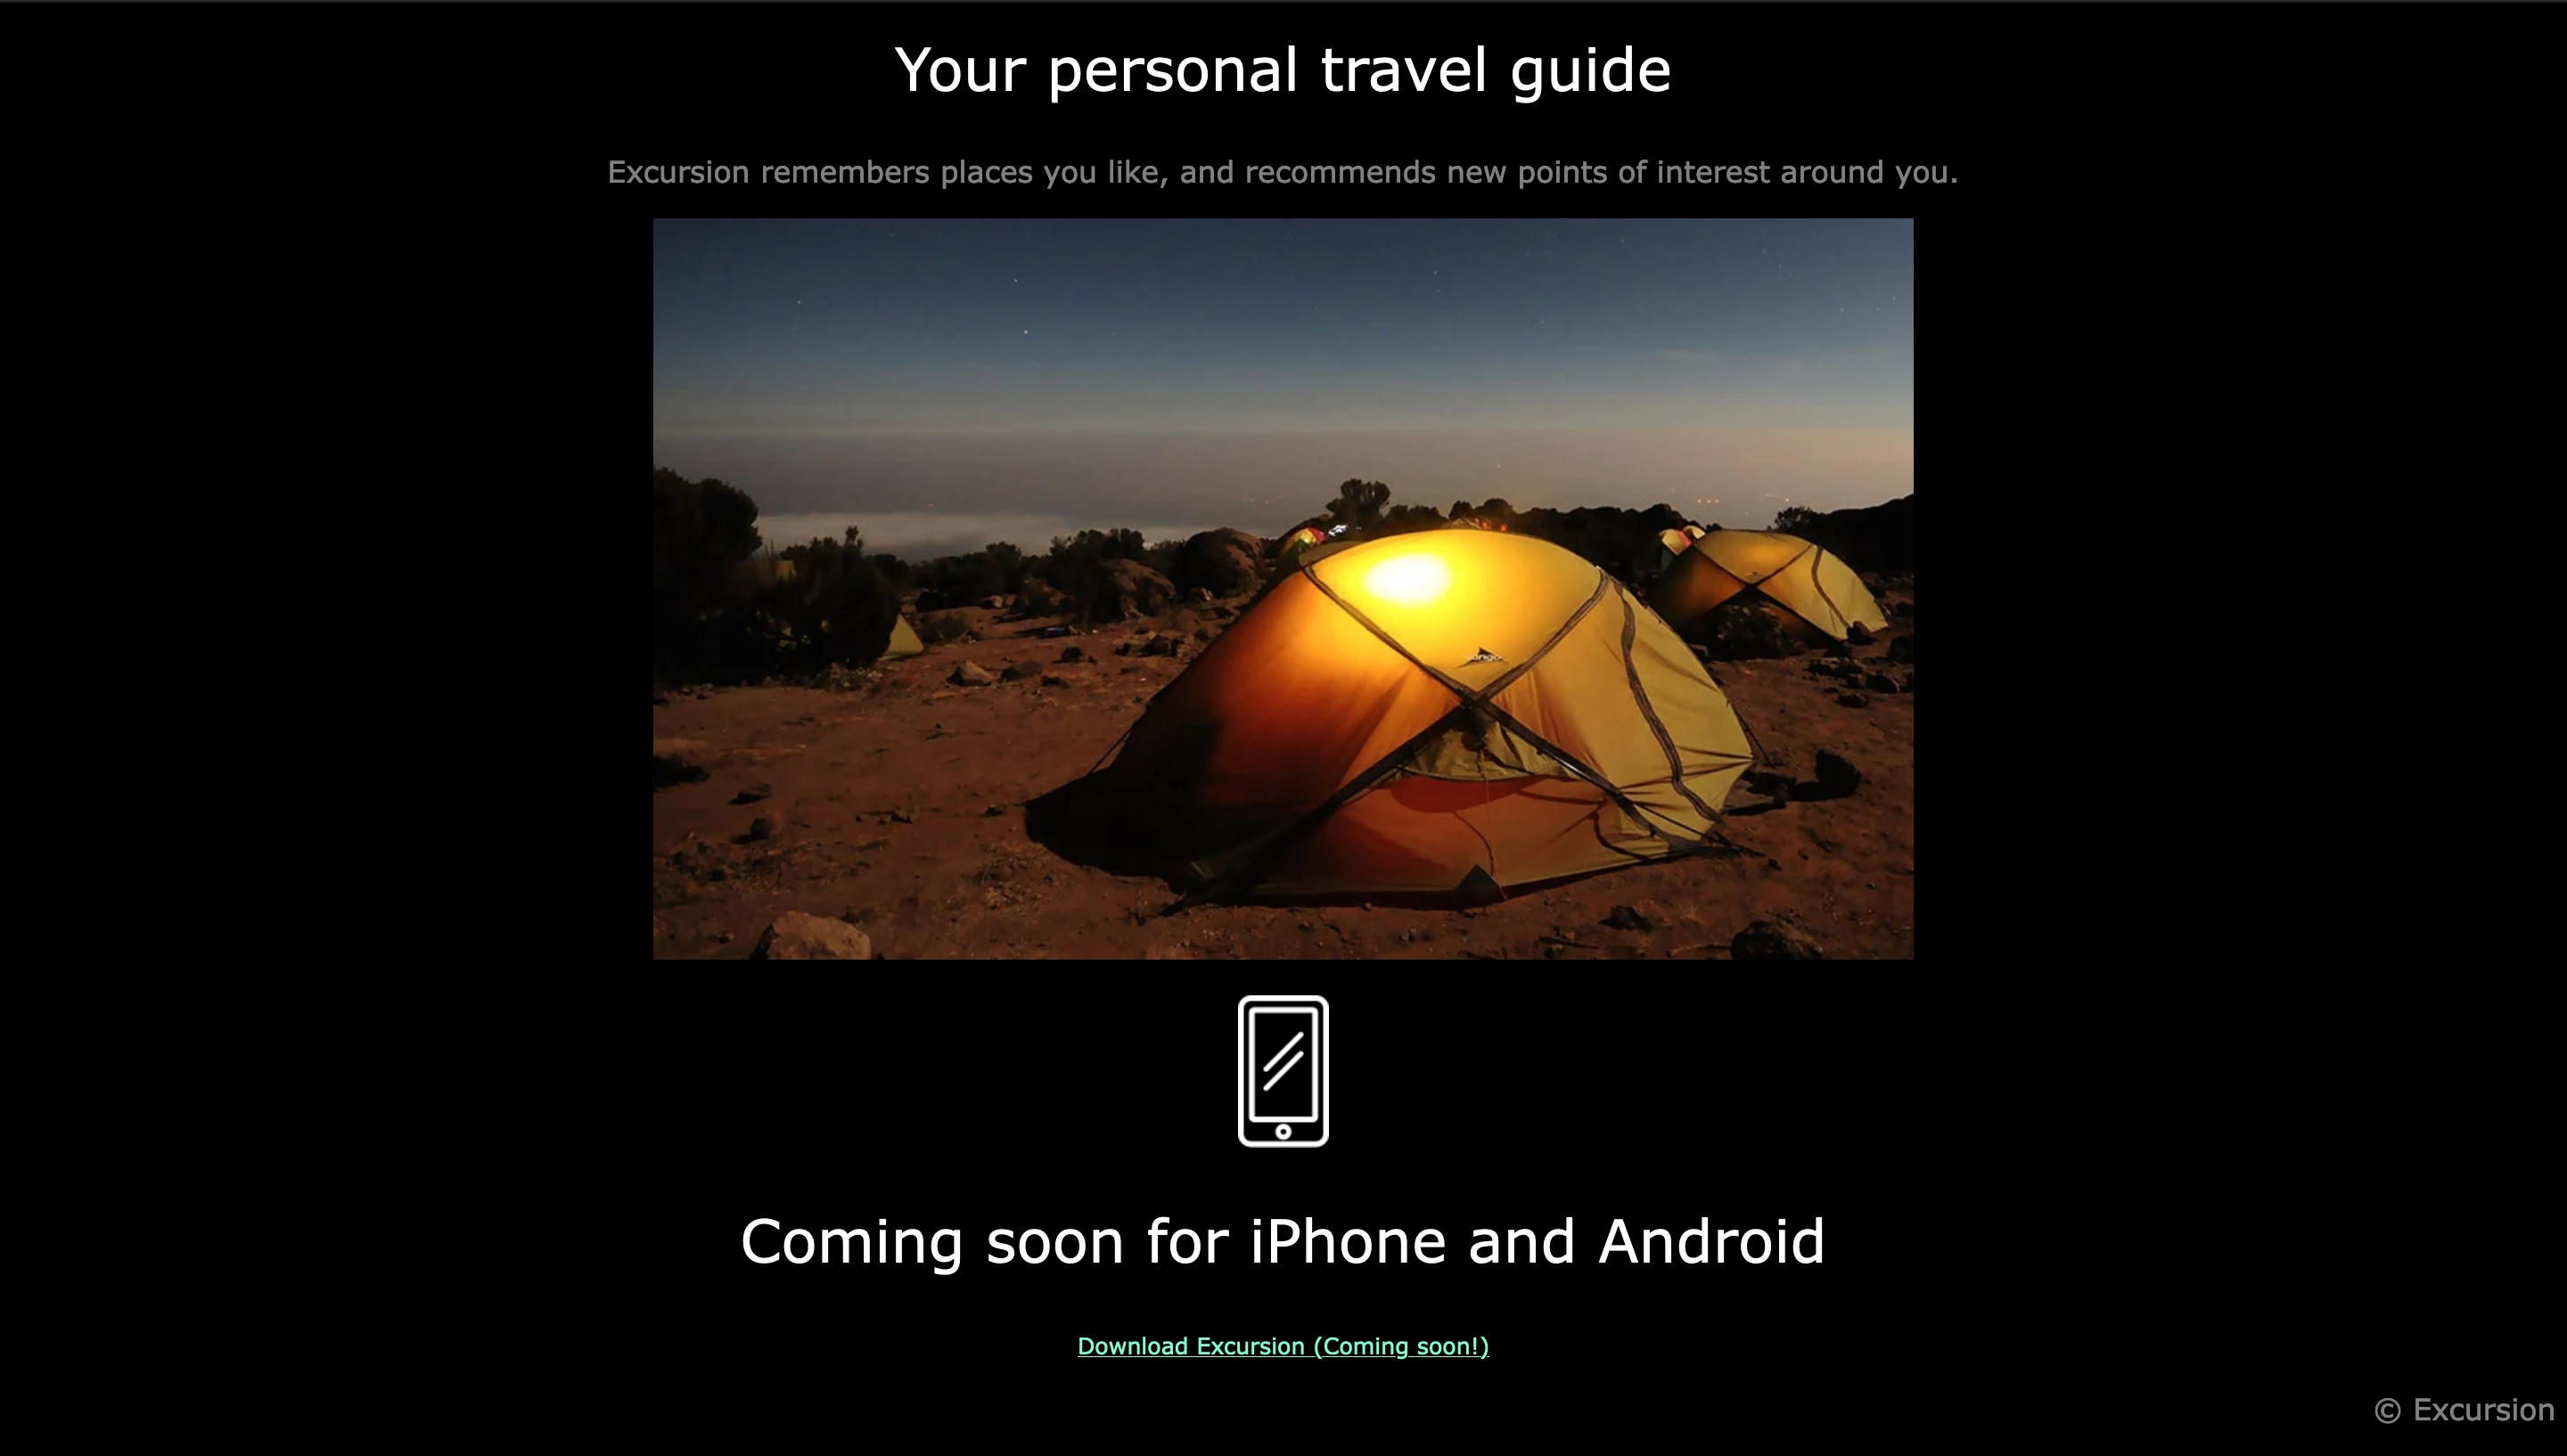 Your personal travel guide
Excursion remembers places you like, and recommends new points of interest around you.
Coming soon for iPhone and Android
Download Excursion (Coming soon!)
© Excursion